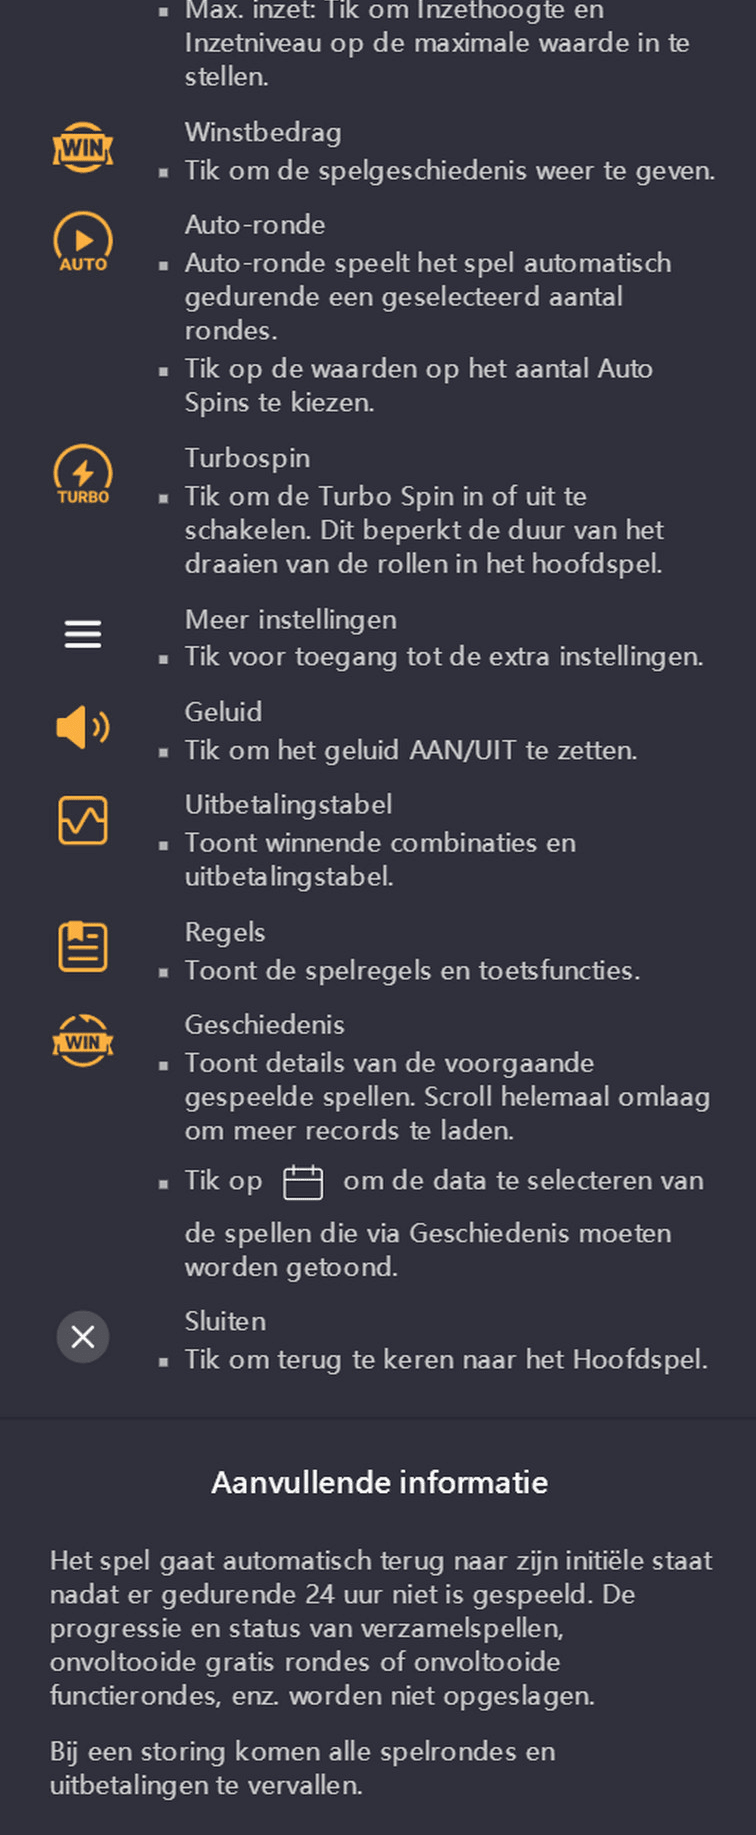 ▪ Max. inzet: Tik om Inzethoogte en
Inzetniveau op de maximale waarde in te
stellen.
WIN
Winstbedrag
▪ Tik om de spelgeschiedenis weer te geven.
AUTO
Auto-ronde
▪ Auto-ronde speelt het spel automatisch
gedurende een geselecteerd aantal
rondes.
▪ Tik op de waarden op het aantal Auto
Spins te kiezen.
TURBO
Turbospin
▪ Tik om de Turbo Spin in of uit te
schakelen. Dit beperkt de duur van het
draaien van de rollen in het hoofdspel.
Meer instellingen
▪ Tik voor toegang tot de extra instellingen.
Geluid
▪ Tik om het geluid AAN/UIT te zetten.
Uitbetalingstabel
▪ Toont winnende combinaties en
uitbetalingstabel.
Regels
▪ Toont de spelregels en toetsfuncties.
WIN
Geschiedenis
▪ Toont details van de voorgaande
gespeelde spellen. Scroll helemaal omlaag
om meer records te laden.
▪ Tik op om de data te selecteren van
de spellen die via Geschiedenis moeten
worden getoond.
Sluiten
▪ Tik om terug te keren naar het Hoofdspel.
Aanvullende informatie
Het spel gaat automatisch terug naar zijn initiële staat
nadat er gedurende 24 uur niet is gespeeld. De
progressie en status van verzamelspellen,
onvoltooide gratis rondes of onvoltooide
functierondes, enz. worden niet opgeslagen.
Bij een storing komen alle spelrondes en
uitbetalingen te vervallen.